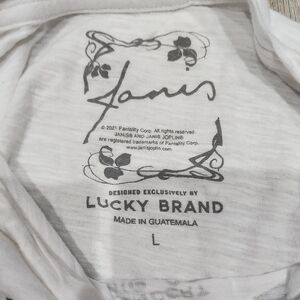 Janis
© 2021 Fantality Corp. All rights reserved.
JANIS® AND JANIS JOPLIN®
are registered trademarks of Fantality Corp.
www.janisjoplin.com
DESIGNED EXCLUSIVELY BY
LUCKY BRAND
MADE IN GUATEMALA
L